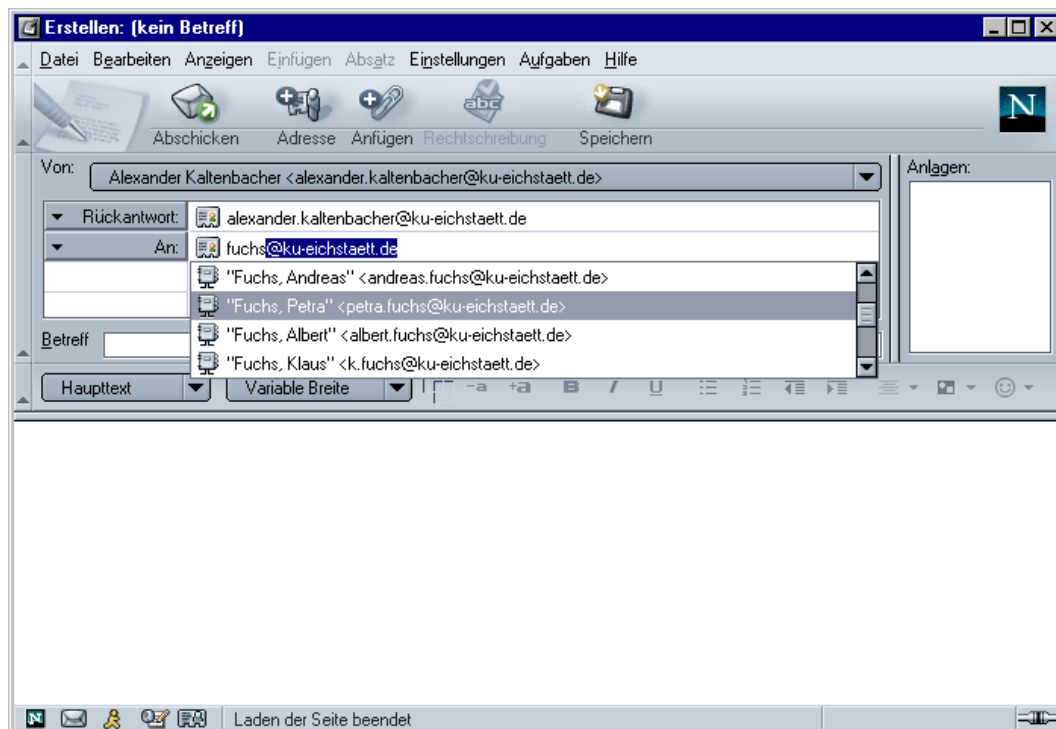 Erstellen: (kein Betreff)
Datei Bearbeiten Anzeigen Einfügen Absatz Einstellungen Aufgaben Hilfe
abc
N
Abschicken Adresse Anfügen Rechtschreibung Speichern
Von: Alexander Kaltenbacher <alexander.kaltenbacher@ku-eichstaett.de>
Anlagen:
Rückantwort: alexander.kaltenbacher@ku-eichstaett.de
An: fuchs@ku-eichstaett.de
"Fuchs, Andreas" <andreas.fuchs@ku-eichstaett.de>
"Fuchs, Petra" <petra.fuchs@ku-eichstaett.de>
"Fuchs, Albert" <albert.fuchs@ku-eichstaett.de>
"Fuchs, Klaus" <k.fuchs@ku-eichstaett.de>
Betreff
Haupttext Variable Breite -a +a B I U
N Laden der Seite beendet